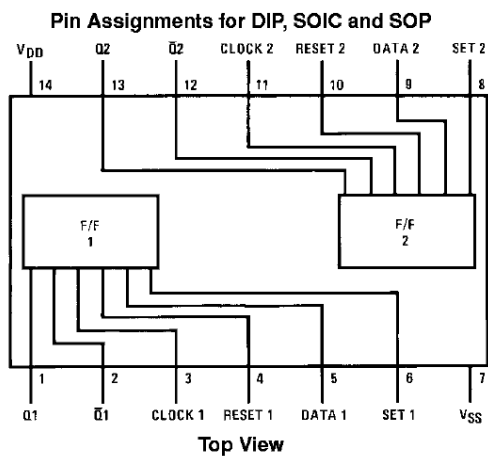 Pin Assignments for DIP, SOIC and SOP
VDD Q2 Q̅2 CLOCK 2 RESET 2 DATA 2 SET 2
14 13 12 11 10 9 8
F/F
1
F/F
2
1 2 3 4 5 6 7
Q1 Q̅1 CLOCK 1 RESET 1 DATA 1 SET 1 VSS
Top View